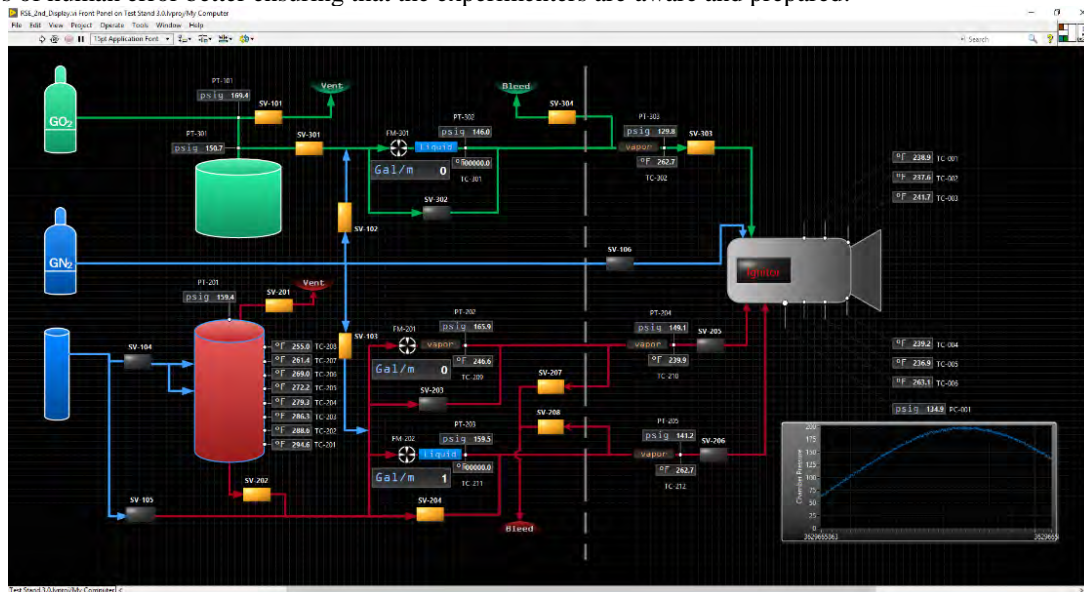 s of human error better ensuring that the experimenters are aware and prepared.
RSE_2nd_Display.vi Front Panel on Test Stand 3.0.lvproj/My Computer
File Edit View Project Operate Tools Window Help
10pt Application Font
Search
PT-101
psig 169.4
Vent
SV-101
GO2
PT-301
psig 150.7
SV-301
FM-301
liquid
PT-302
psig 146.0
Gal/m 0
°F 00000.0
TC-301
SV-302
SV-102
Bleed
SV-304
PT-303
psig 129.8
SV-303
vapor
°F 262.7
TC-302
°F 238.9 TC-001
°F 237.6 TC-002
°F 241.7 TC-003
GN2
SV-106
Ignition
PT-201
psig 159.4
SV-201
Vent
SV-103
SV-104
°F 255.0 TC-208
°F 261.4 TC-207
°F 269.0 TC-206
°F 272.2 TC-205
°F 279.3 TC-204
°F 286.3 TC-203
°F 288.6 TC-202
°F 294.6 TC-201
FM-201
vapor
PT-202
psig 165.9
Gal/m 0
°F 246.6
TC-209
SV-203
PT-204
psig 149.1
SV-205
vapor
°F 239.9
TC-210
SV-207
SV-208
°F 239.2 TC-004
°F 236.9 TC-005
°F 263.1 TC-006
psig 134.9 PC-001
FM-202
liquid
PT-203
psig 159.5
Gal/m 1
°F 00000.0
TC-211
SV-204
PT-205
psig 141.2
SV-206
vapor
°F 262.7
TC-212
SV-202
SV-105
Bleed
Chamber Pressure
200
175
150
125
100
75
50
25
0
3629665063
3629665
Test Stand 3.0.lvproj/My Computer